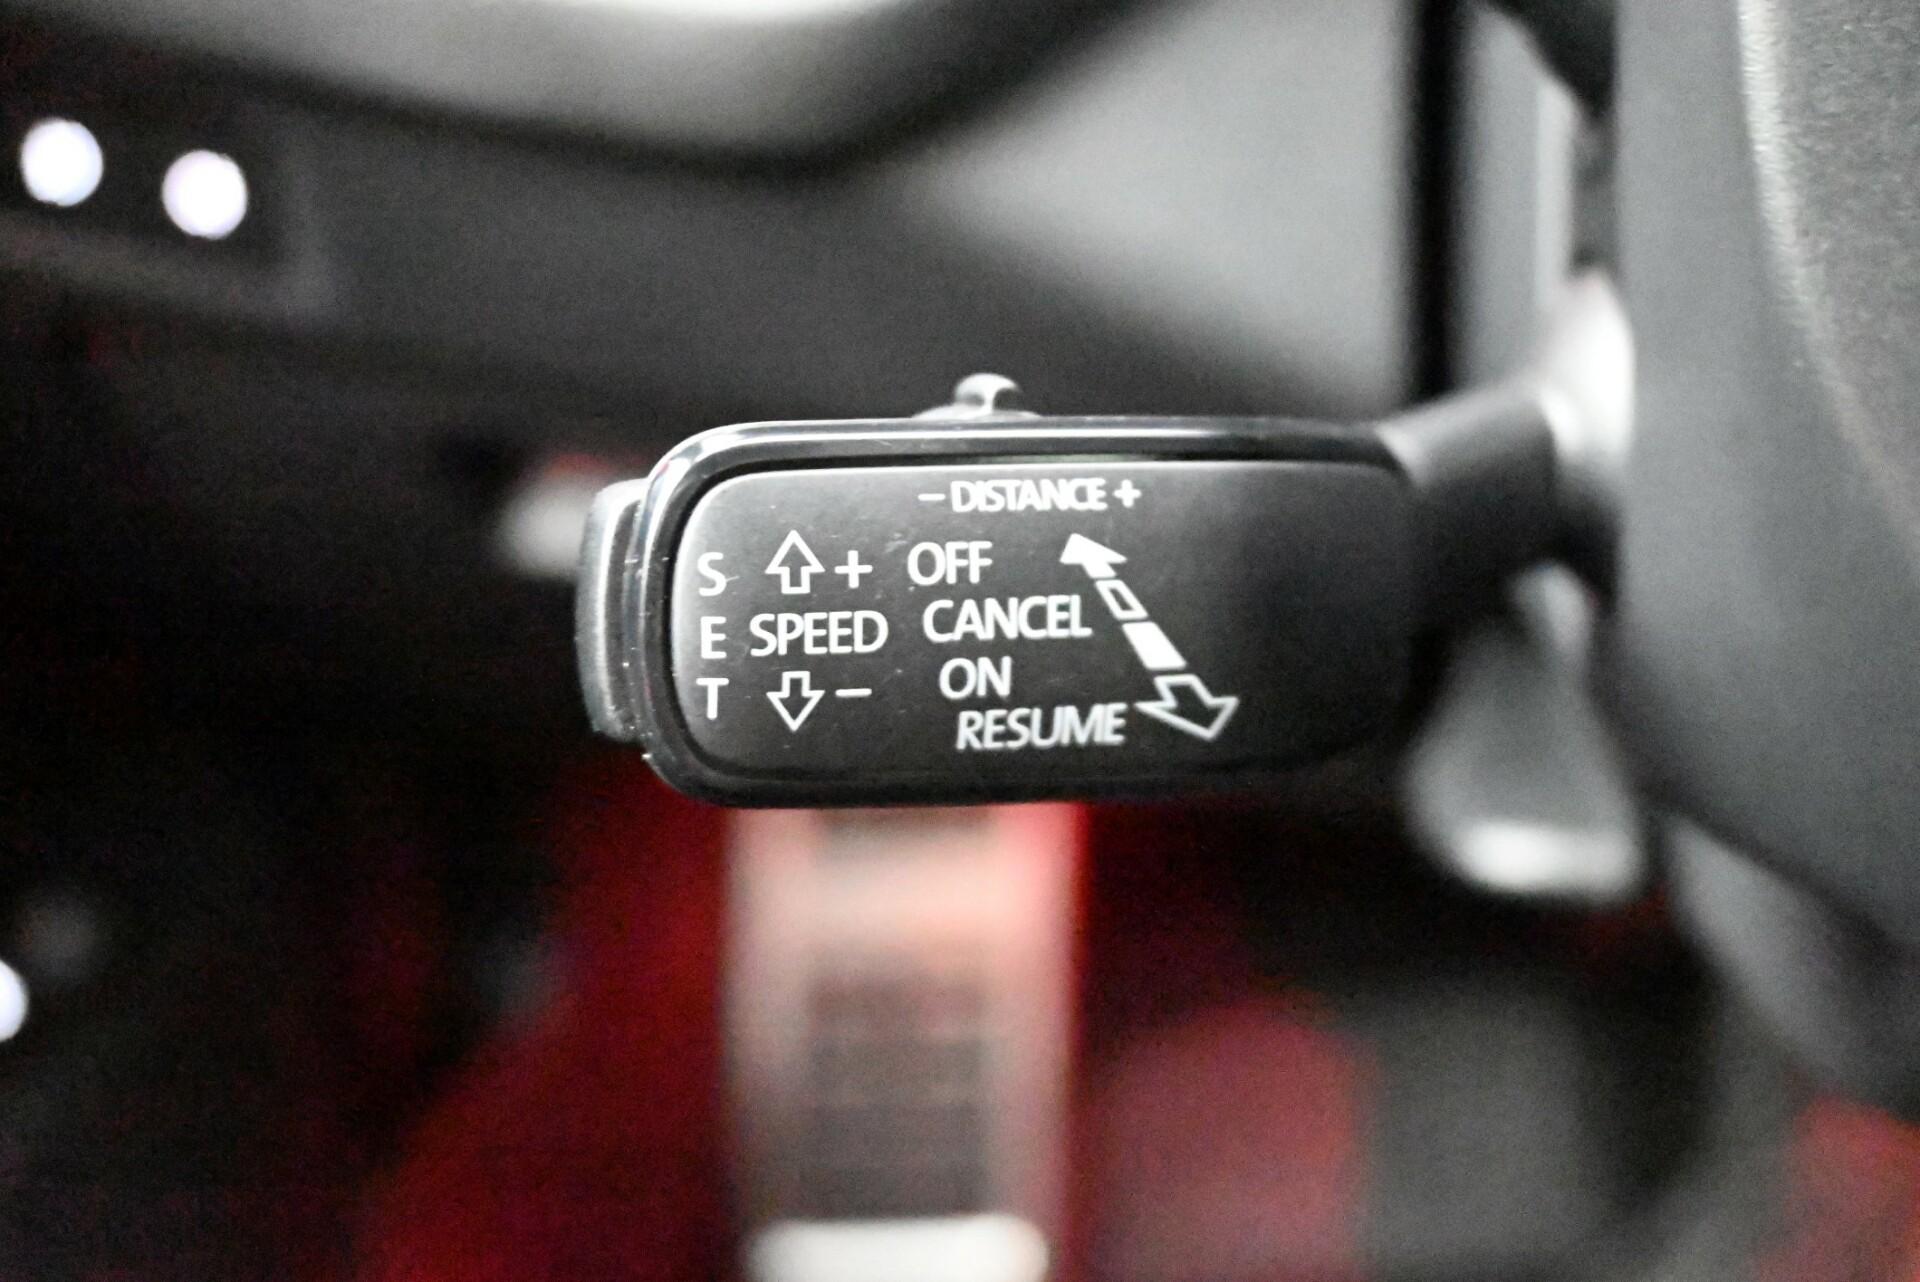 − DISTANCE +
S + OFF
E SPEED CANCEL
T − ON
RESUME